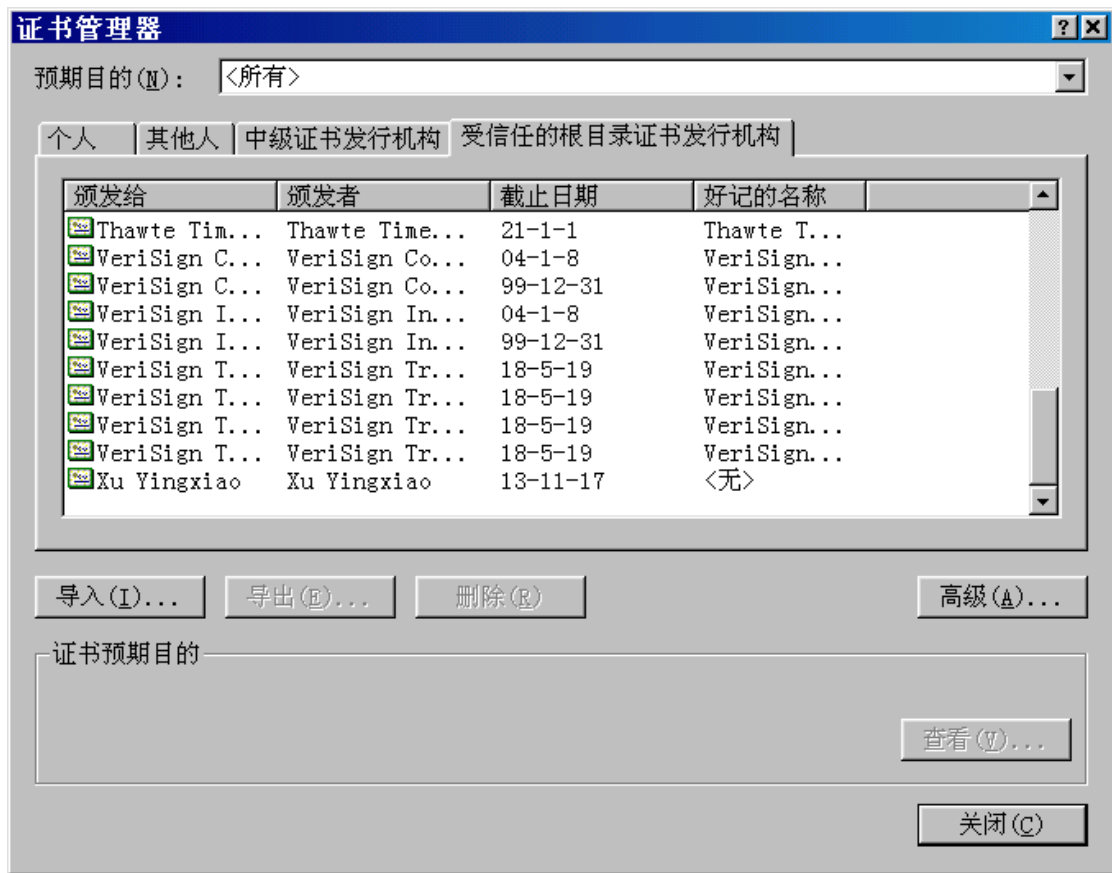 证书管理器
预期目的(N): <所有>
个人 其他人 中级证书发行机构 受信任的根目录证书发行机构
颁发给 颁发者 截止日期 好记的名称
Thawte Tim... Thawte Time... 21-1-1 Thawte T...
VeriSign C... VeriSign Co... 04-1-8 VeriSign...
VeriSign C... VeriSign Co... 99-12-31 VeriSign...
VeriSign I... VeriSign In... 04-1-8 VeriSign...
VeriSign I... VeriSign In... 99-12-31 VeriSign...
VeriSign T... VeriSign Tr... 18-5-19 VeriSign...
VeriSign T... VeriSign Tr... 18-5-19 VeriSign...
VeriSign T... VeriSign Tr... 18-5-19 VeriSign...
VeriSign T... VeriSign Tr... 18-5-19 VeriSign...
Xu Yingxiao Xu Yingxiao 13-11-17 <无>
导入(I)... 导出(E)... 删除(R) 高级(A)...
证书预期目的
查看(V)...
关闭(C)